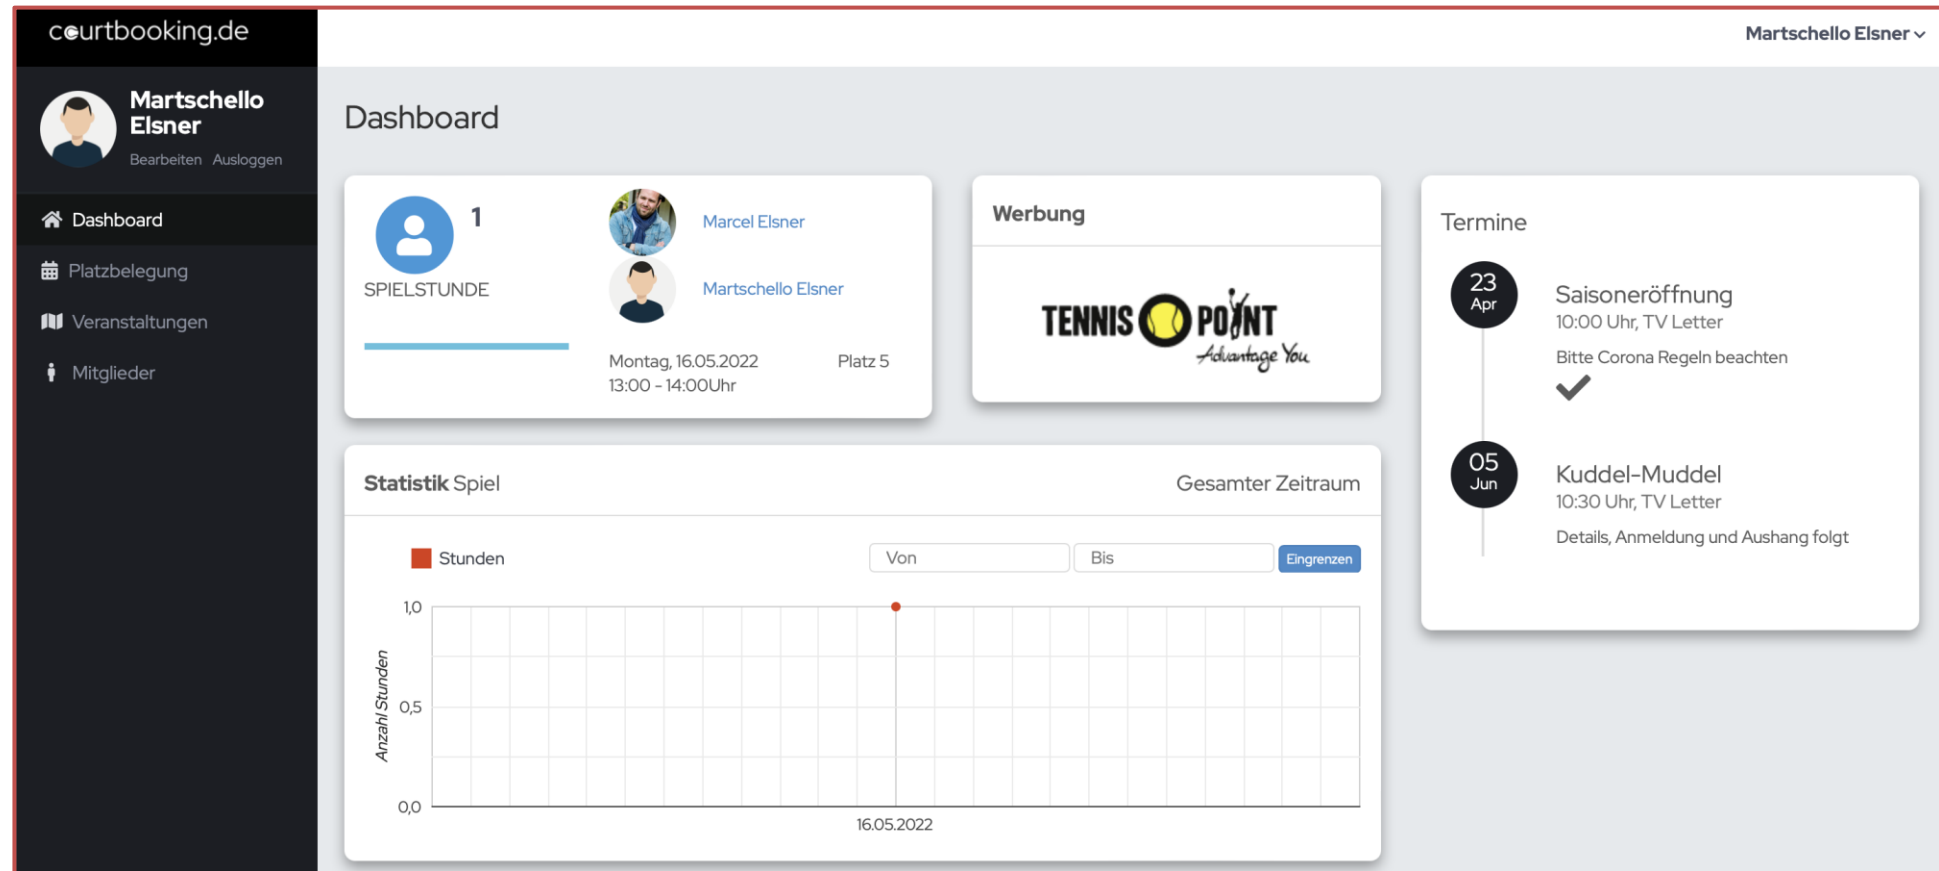 courtbooking.de
Martschello Elsner
Martschello
Elsner
Bearbeiten Ausloggen
Dashboard
Platzbelegung
Veranstaltungen
Mitglieder
Dashboard
1
SPIELSTUNDE
Marcel Elsner
Martschello Elsner
Montag, 16.05.2022 Platz 5
13:00 - 14:00Uhr
Werbung
TENNIS POINT
Advantage You
Termine
23
Apr
Saisoneröffnung
10:00 Uhr, TV Letter
Bitte Corona Regeln beachten
05
Jun
Kuddel-Muddel
10:30 Uhr, TV Letter
Details, Anmeldung und Aushang folgt
Statistik Spiel Gesamter Zeitraum
Stunden Von Bis Eingrenzen
1,0
0,5
0,0
Anzahl Stunden
16.05.2022